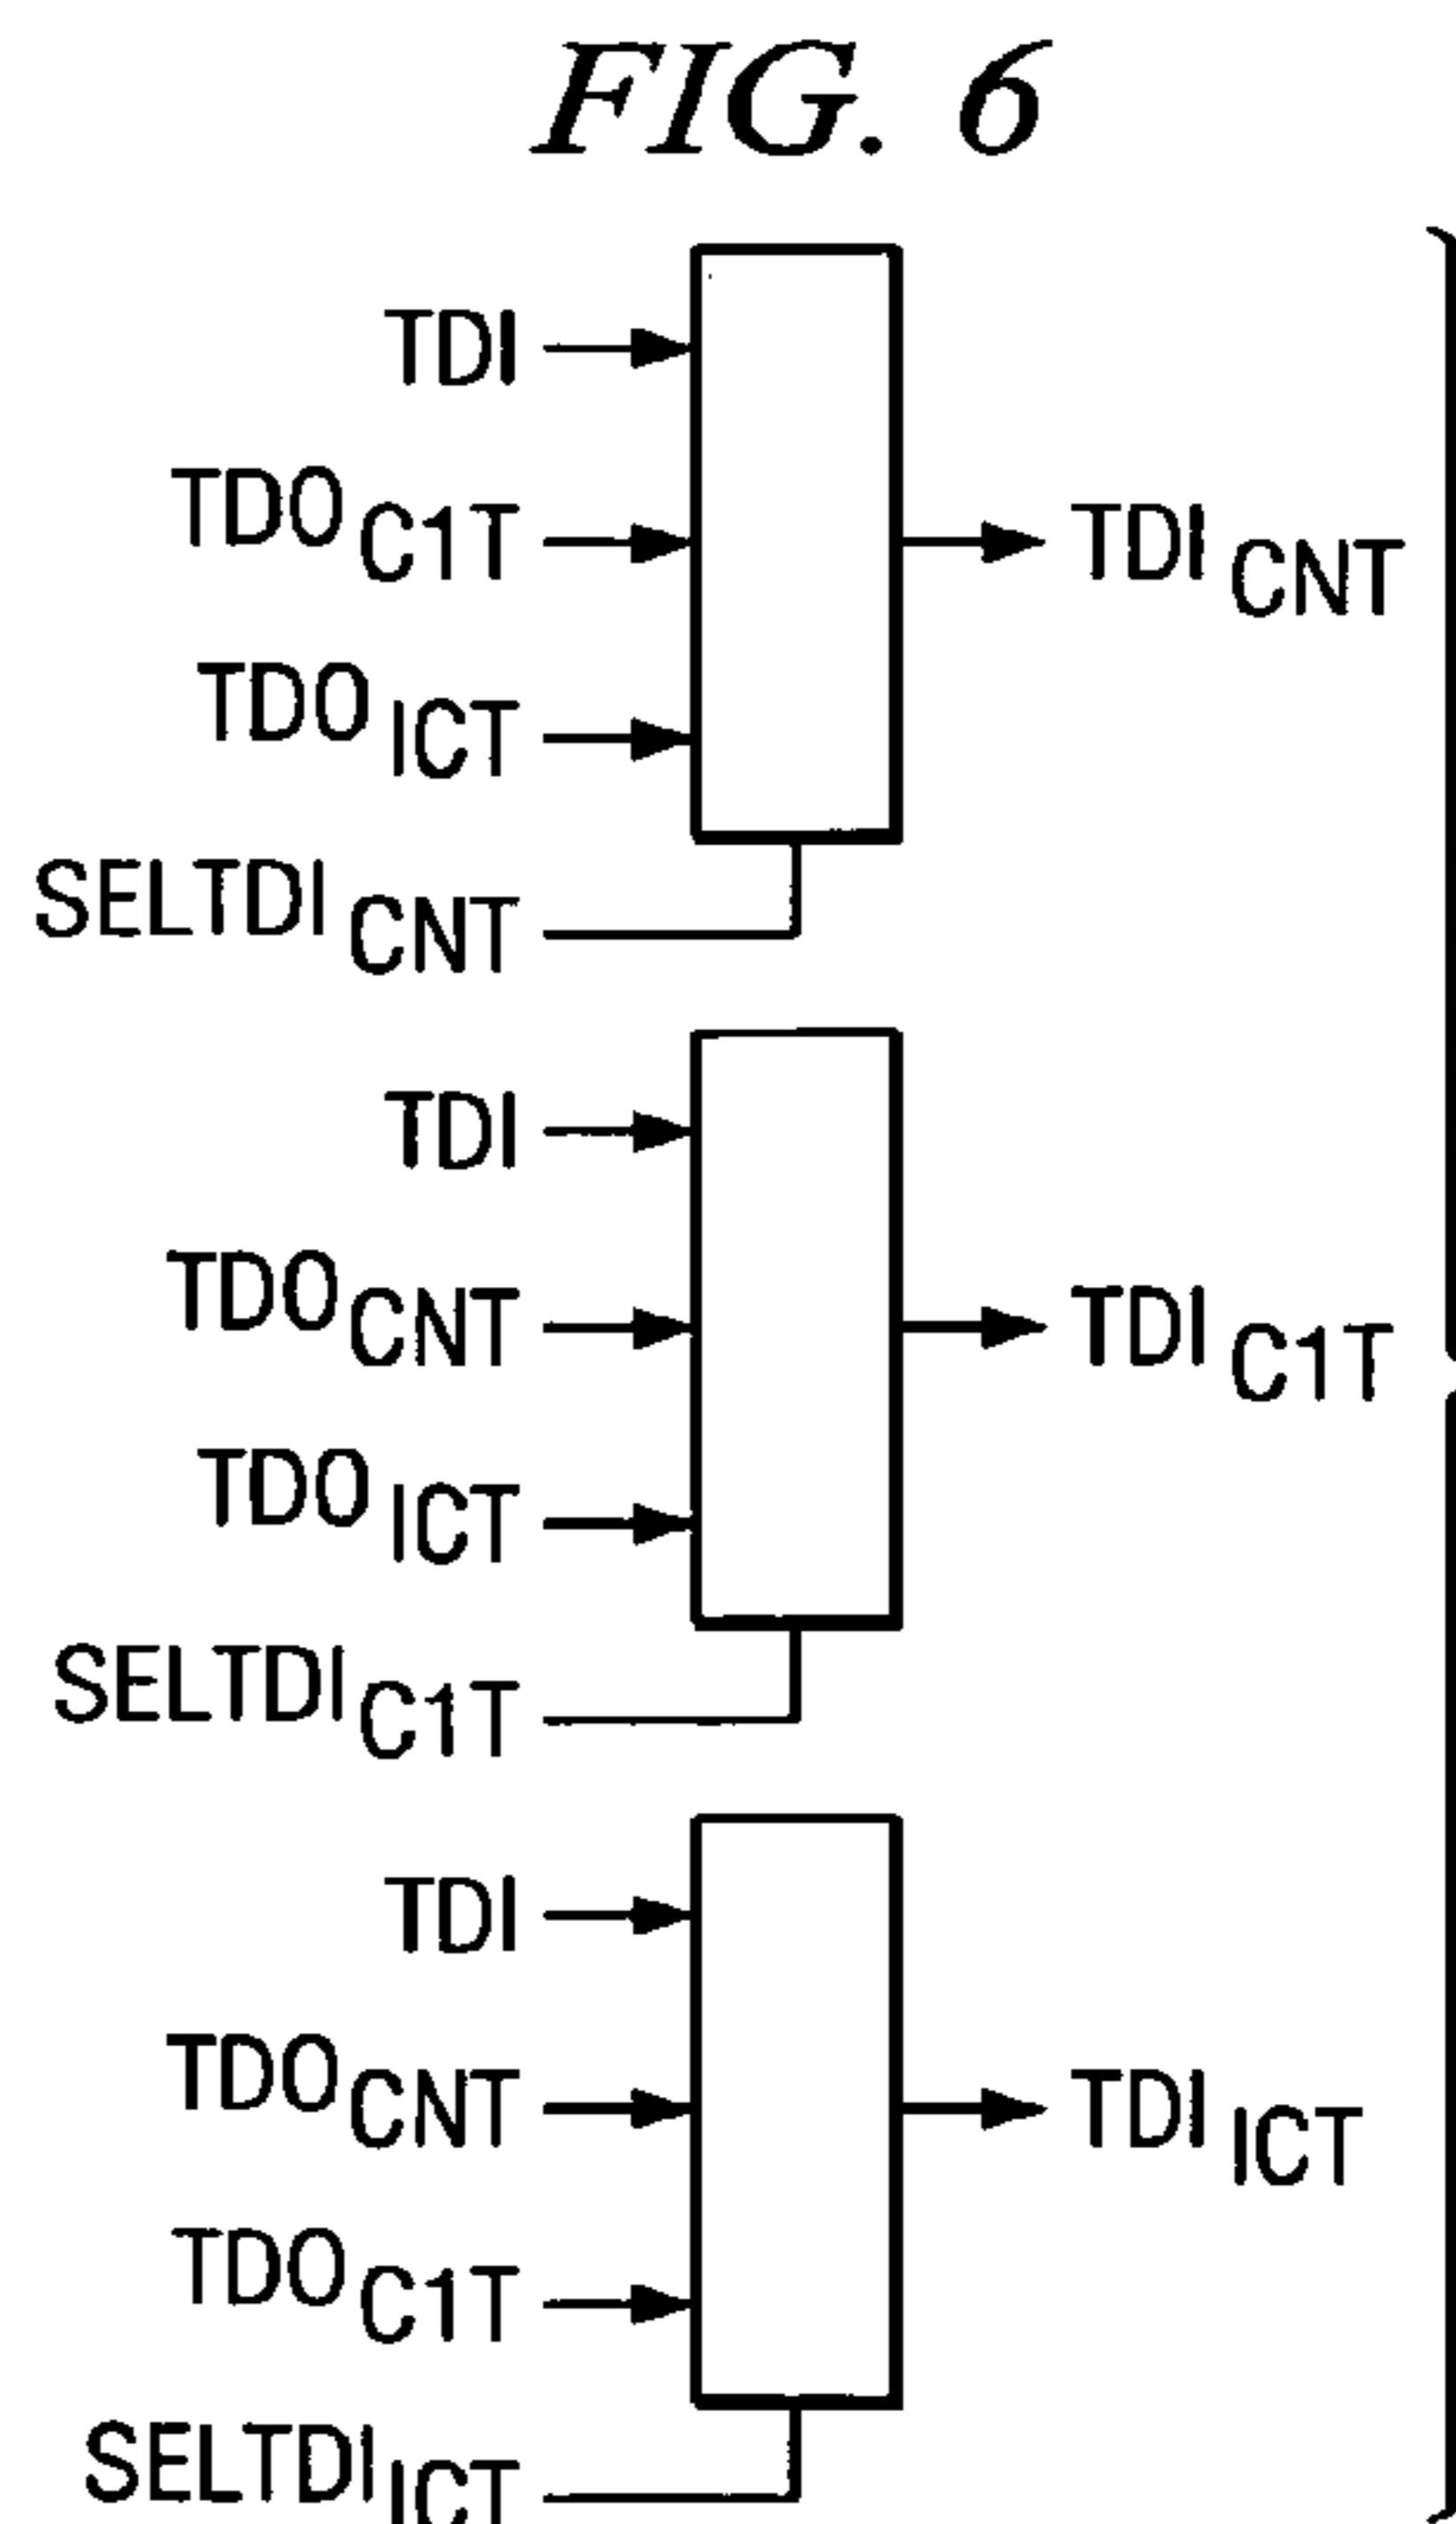 FIG. 6
TDI
TDO C1T
TDO ICT
SELTDI CNT
TDI CNT
TDI
TDO CNT
TDO ICT
SELTDI C1T
TDI C1T
TDI
TDO CNT
TDO C1T
SELTDI ICT
TDI ICT